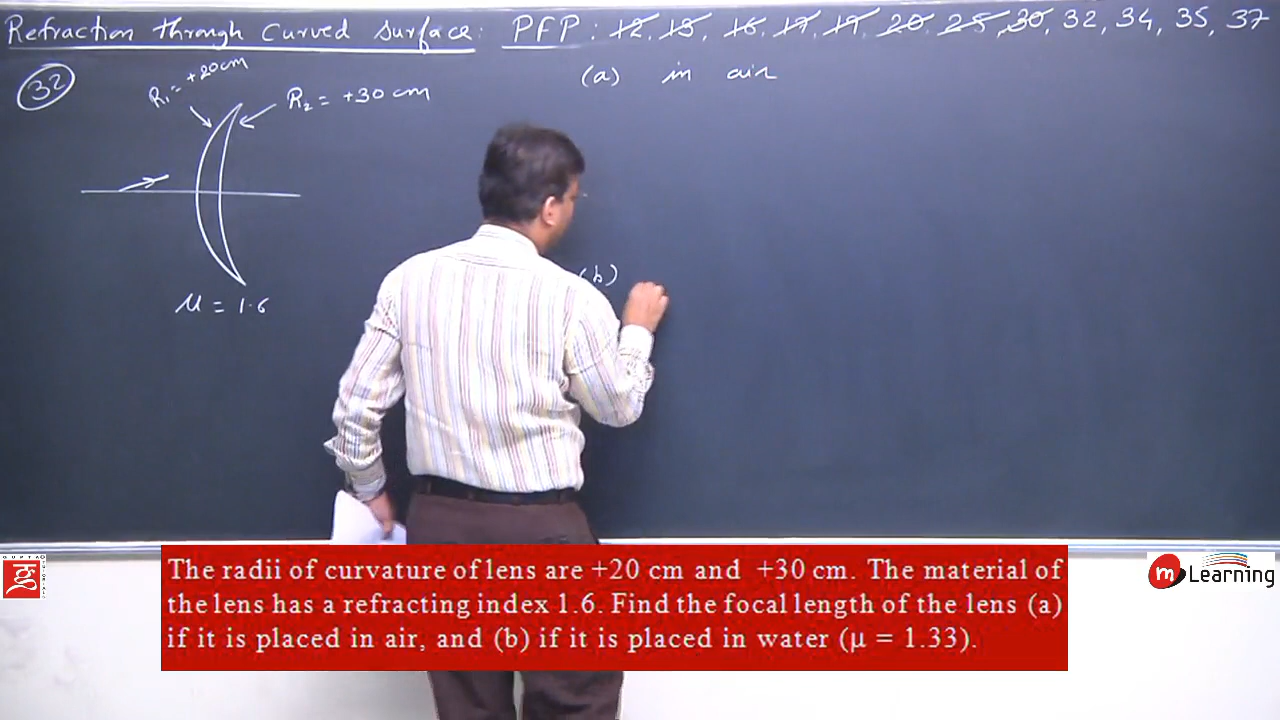 Refraction through Curved surface: PFP: 12, 15, 16, 17, 19, 20, 25, 30, 32, 34, 35, 37
32
R₁ = +20cm
R₂ = +30 cm
μ = 1.6
(a) in air
(b)
The radii of curvature of lens are +20 cm and +30 cm. The material of
the lens has a refracting index 1.6. Find the focal length of the lens (a)
if it is placed in air, and (b) if it is placed in water (μ = 1.33).
GUPTA
m Learning